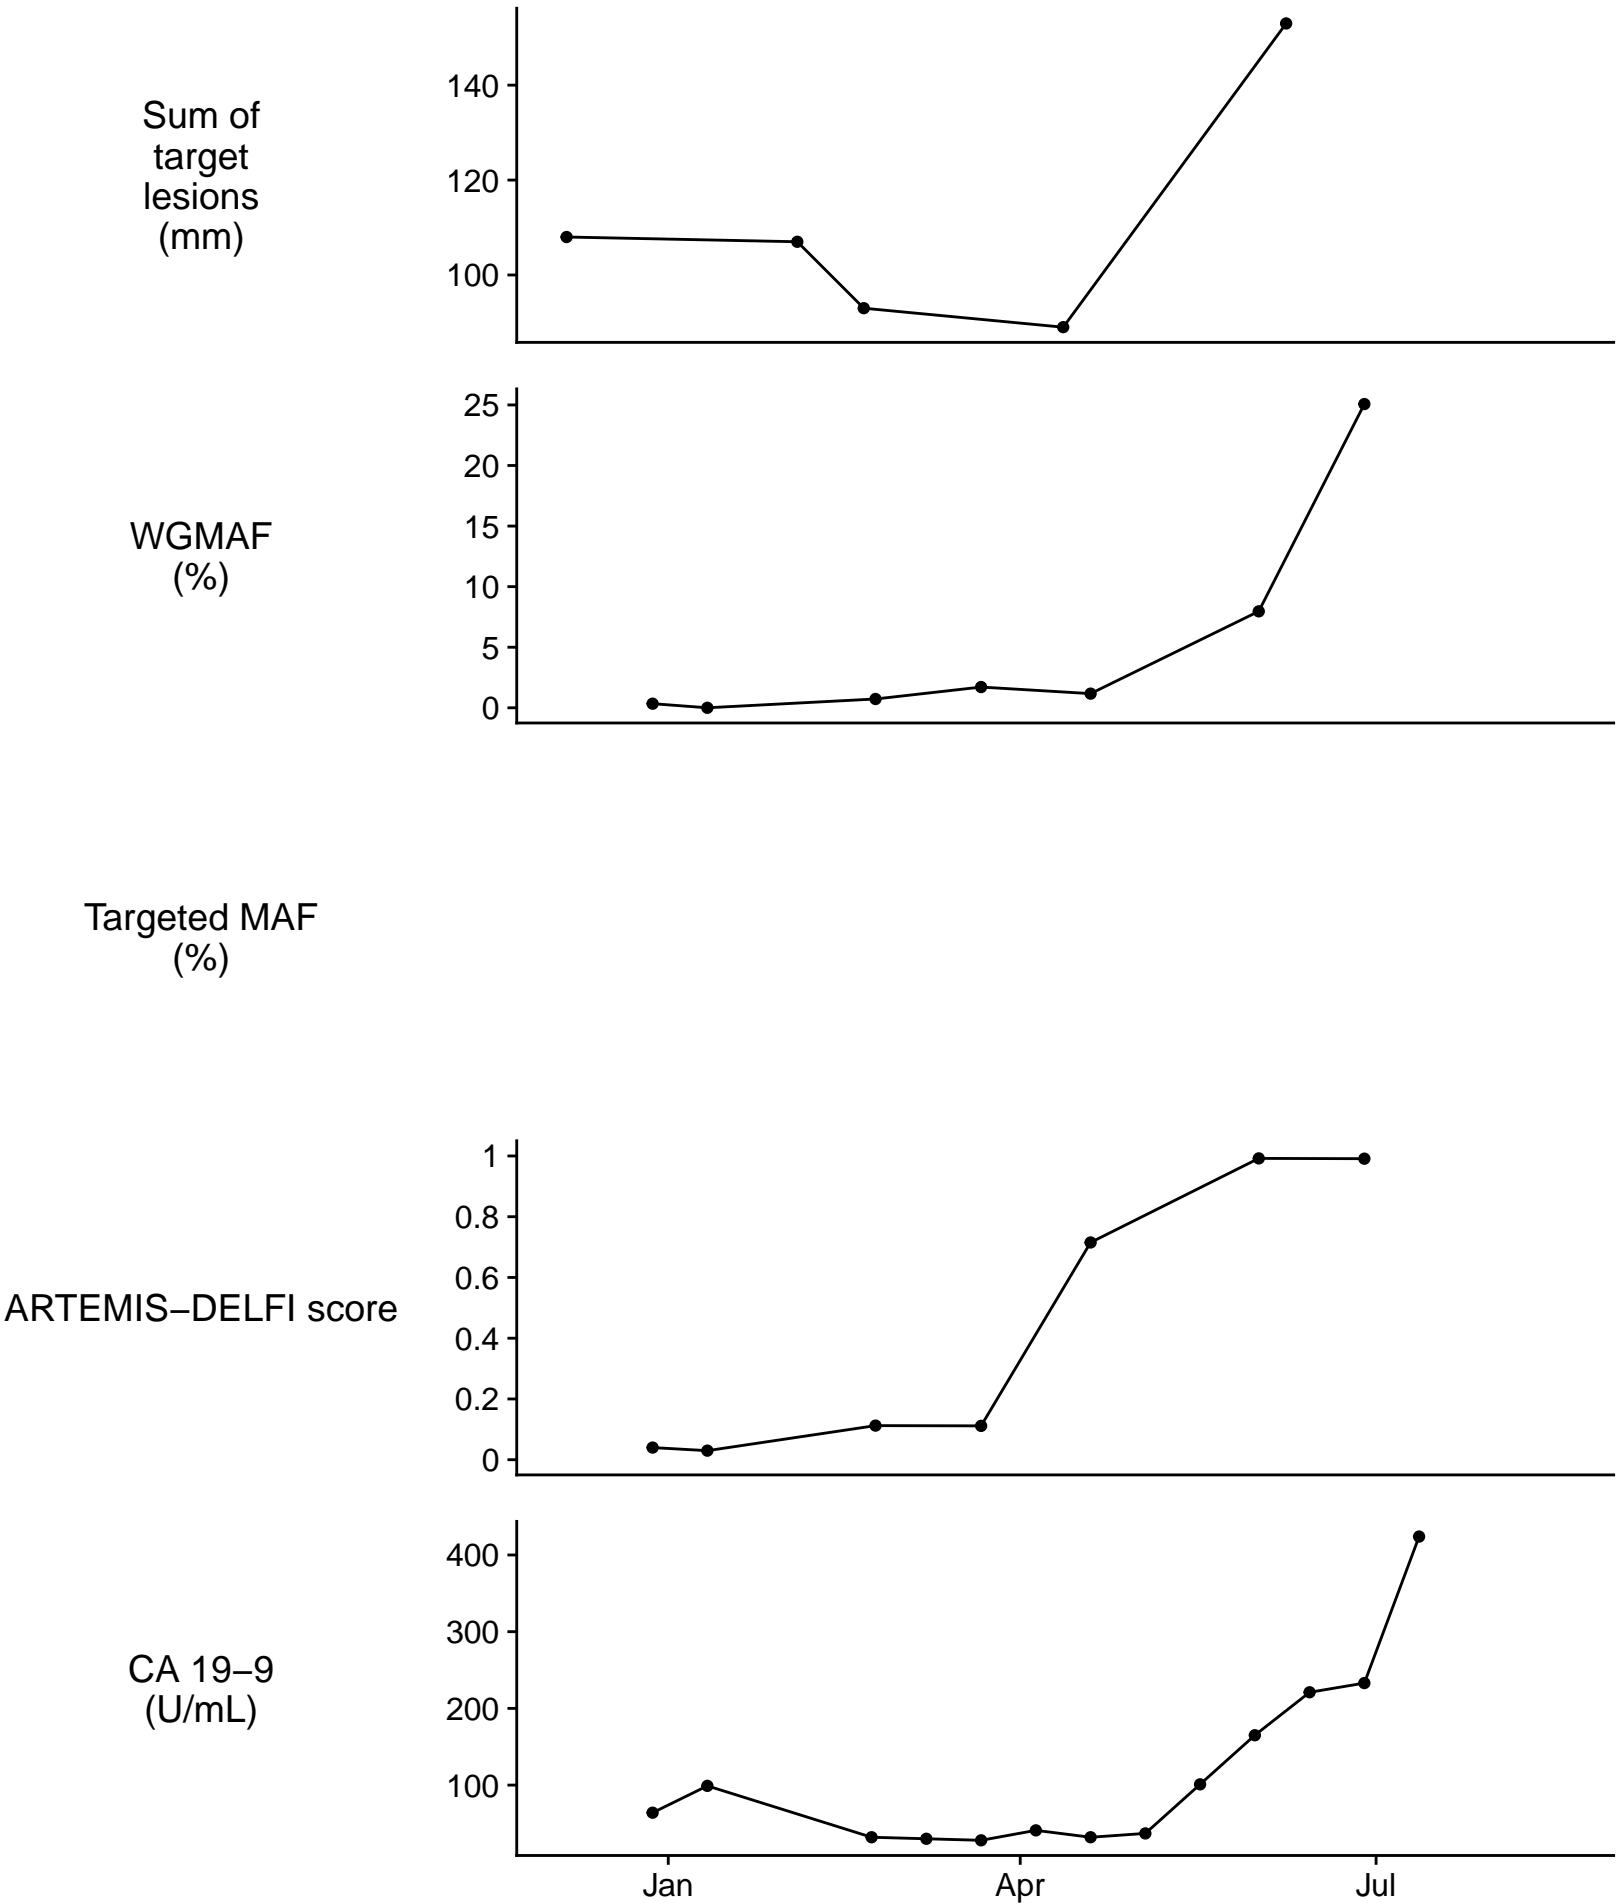 Sum of
target
lesions
(mm)
140
120
100
WGMAF
(%)
25
20
15
10
5
0
Targeted MAF
(%)
ARTEMIS–DELFI score
1
0.8
0.6
0.4
0.2
0
CA 19–9
(U/mL)
400
300
200
100
Jan Apr Jul